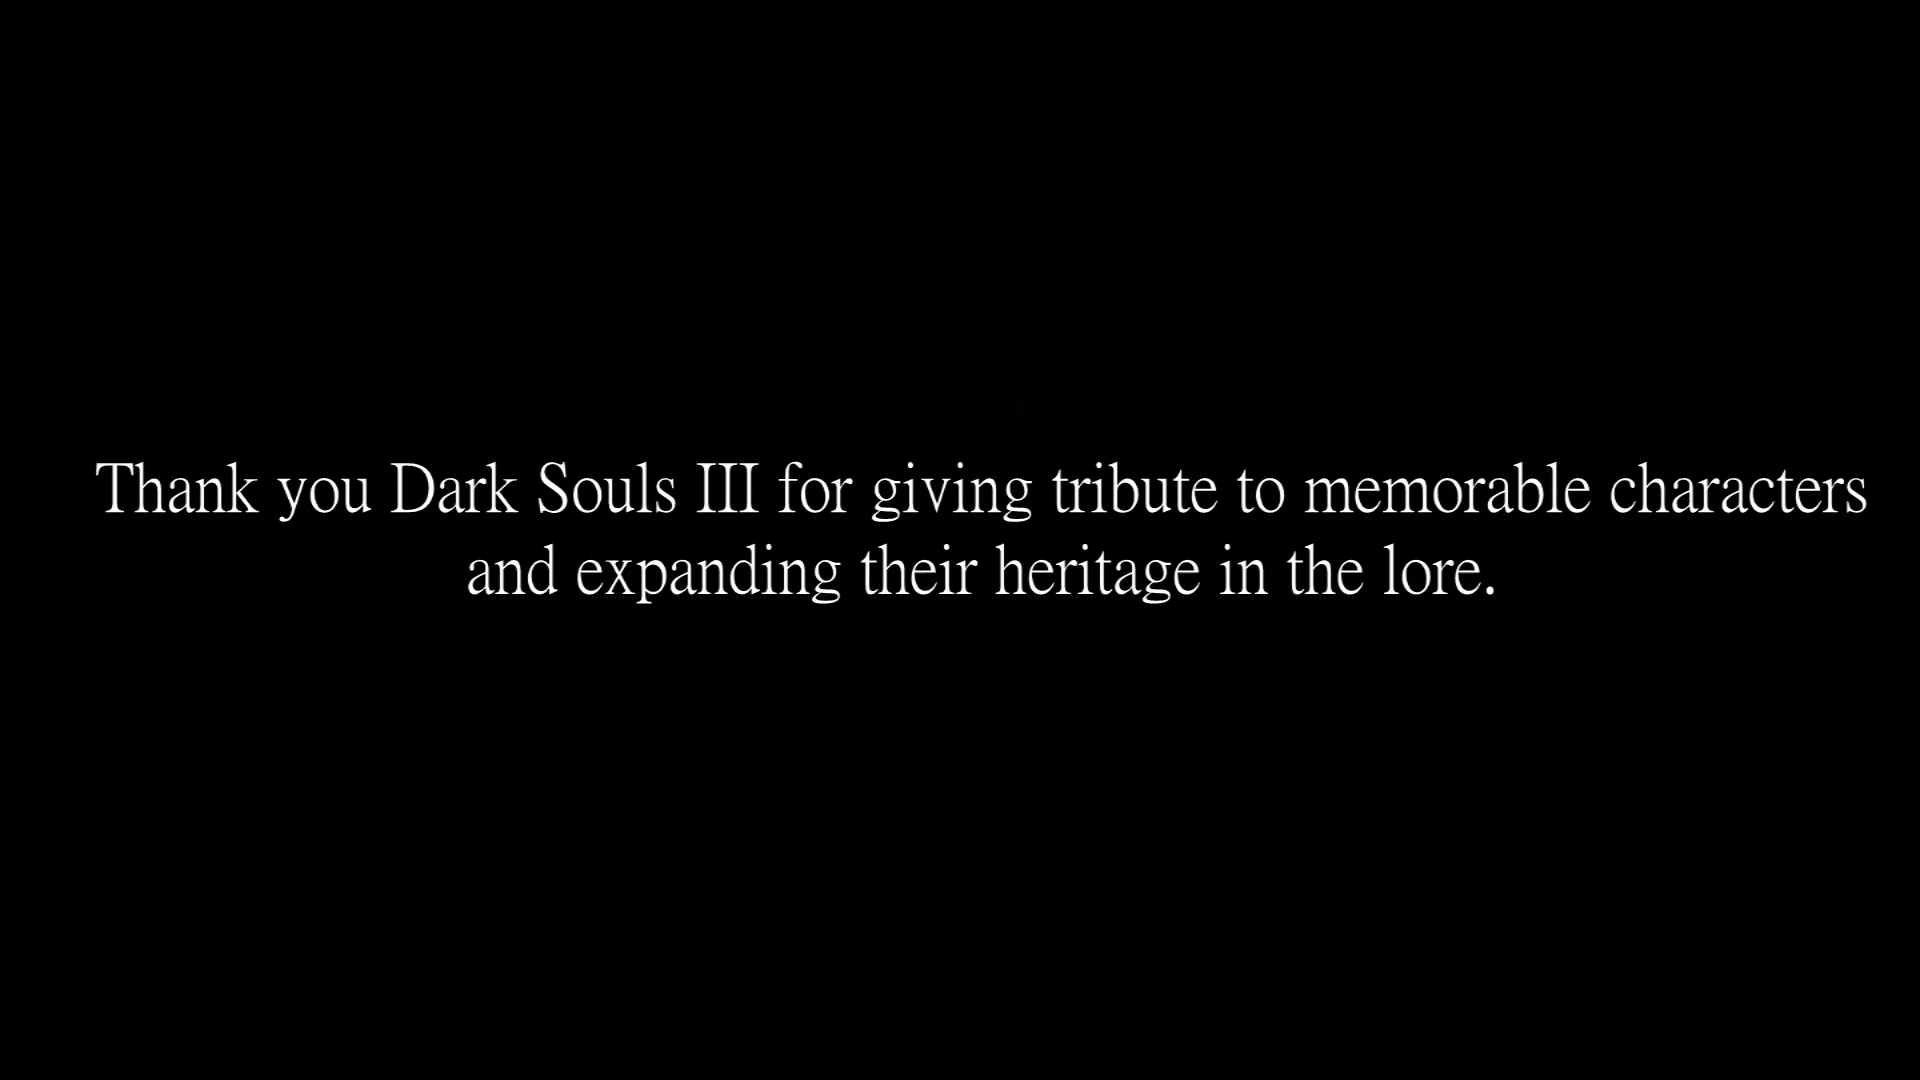 Thank you Dark Souls III for giving tribute to memorable characters
and expanding their heritage in the lore.